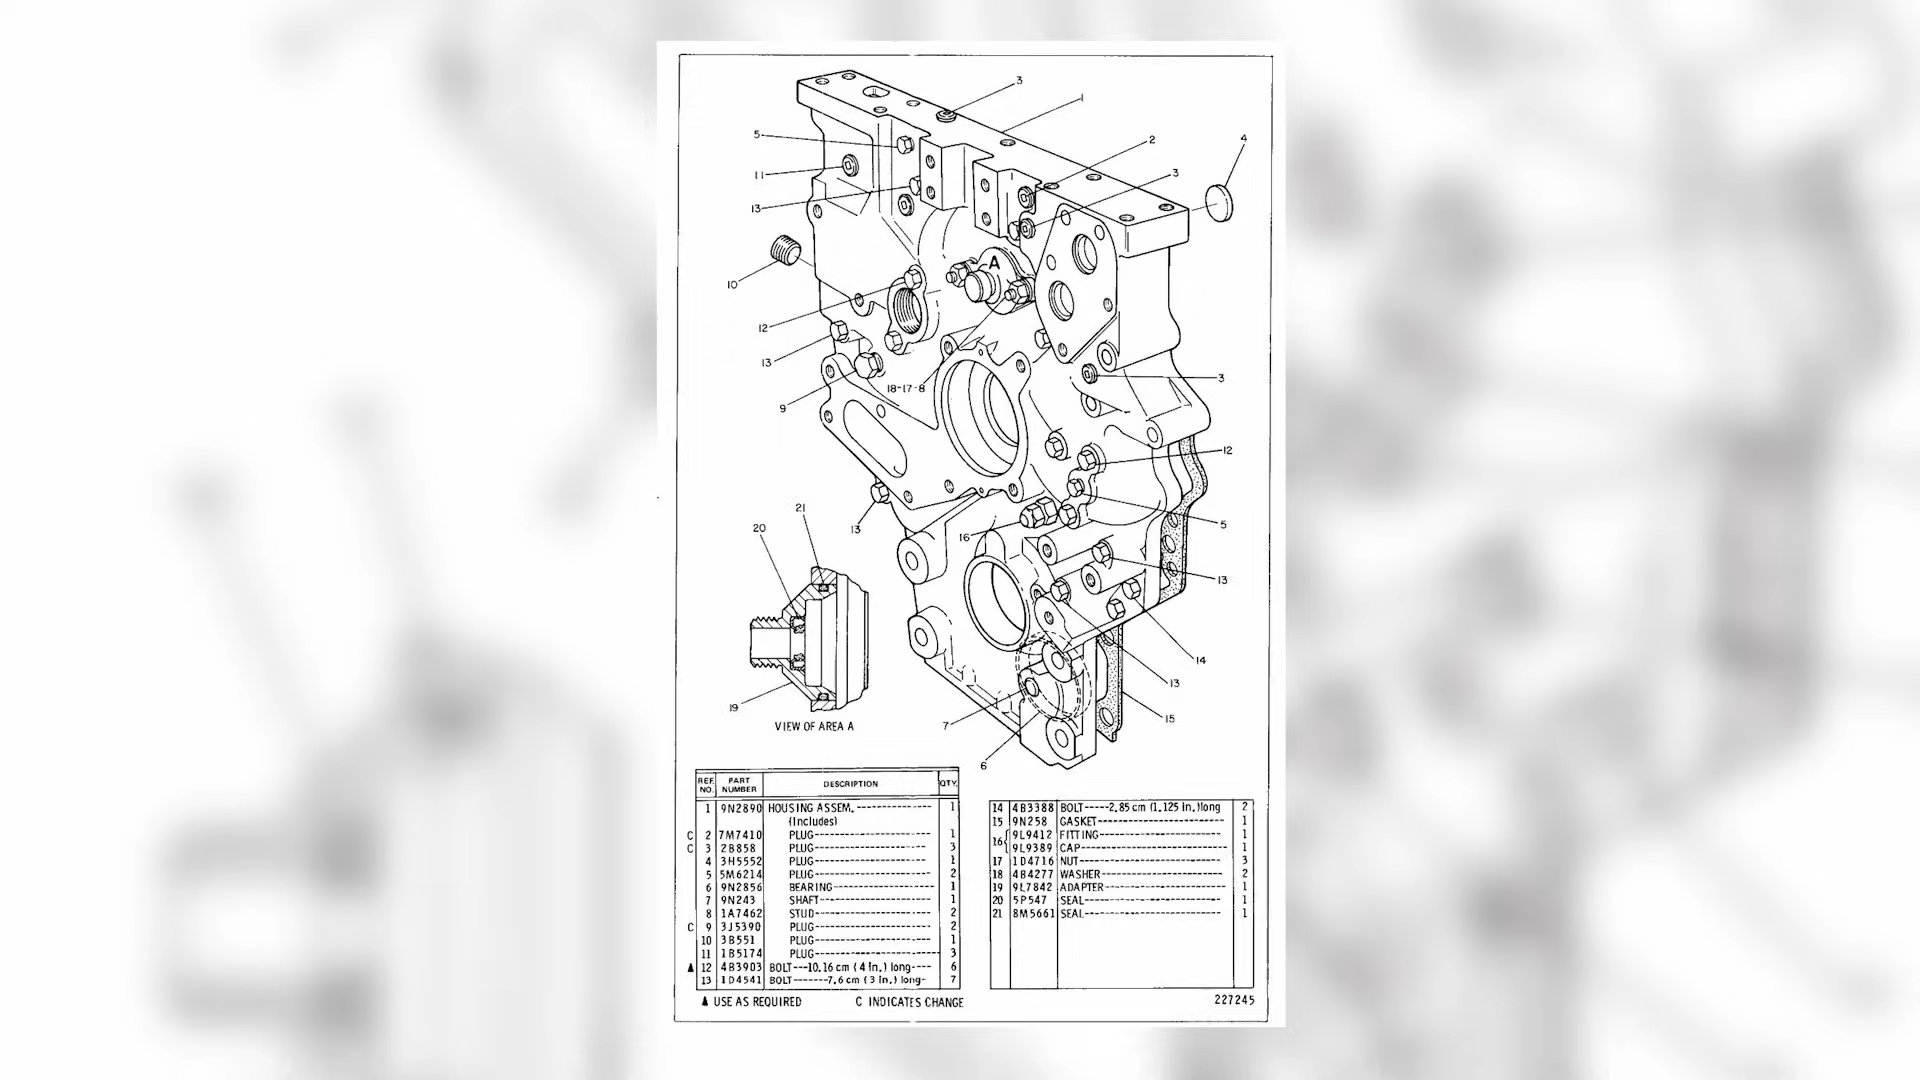 3
1
5
2
4
11
3
13
A
10
12
13
18-17-8
3
9
12
21
20
13
16
5
13
14
13
19
7
15
VIEW OF AREA A
6
REF. NO. PART NUMBER DESCRIPTION QTY.
1 9N2890 HOUSING ASSEM. 1
(Includes)
C 2 7M7410 PLUG 1
C 3 2B858 PLUG 3
4 3H5552 PLUG 1
5 5M6214 PLUG 2
6 9N2856 BEARING 1
7 9N243 SHAFT 1
8 1A7462 STUD 2
C 9 3J5390 PLUG 2
10 3B551 PLUG 1
11 1B5174 PLUG 3
▲ 12 4B3903 BOLT---10.16 cm (4 in.) long---- 6
13 1D4541 BOLT-------7.6 cm (3 in.) long- 7
14 4B3388 BOLT-----2.85 cm (1.125 in.)long 2
15 9N258 GASKET 1
16 9L9412 FITTING 1
9L9389 CAP 1
17 1D4716 NUT 3
18 4B4277 WASHER 2
19 9L7842 ADAPTER 1
20 5P547 SEAL 1
21 8M5661 SEAL 1
▲ USE AS REQUIRED C INDICATES CHANGE
227245